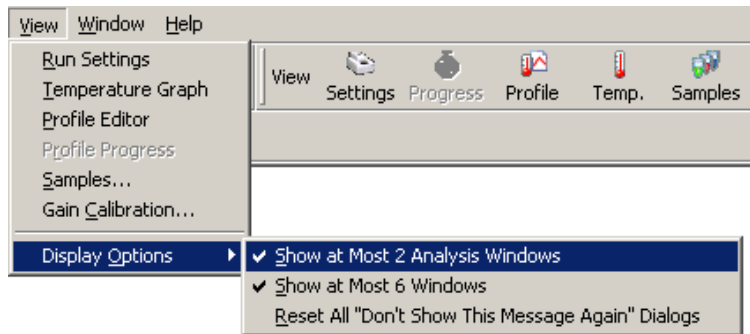 View Window Help
Run Settings
Temperature Graph
Profile Editor
Profile Progress
Samples...
Gain Calibration...
Display Options
View Settings Progress Profile Temp. Samples
Show at Most 2 Analysis Windows
Show at Most 6 Windows
Reset All "Don't Show This Message Again" Dialogs